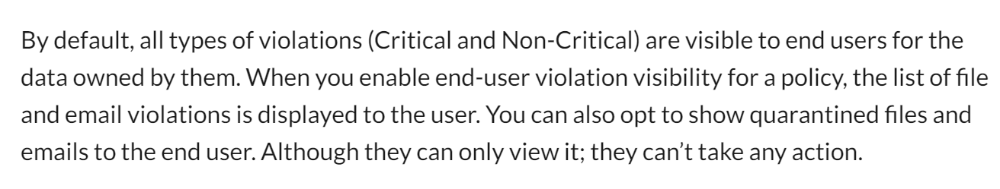 By default, all types of violations (Critical and Non-Critical) are visible to end users for the
data owned by them. When you enable end-user violation visibility for a policy, the list of file
and email violations is displayed to the user. You can also opt to show quarantined files and
emails to the end user. Although they can only view it; they can’t take any action.